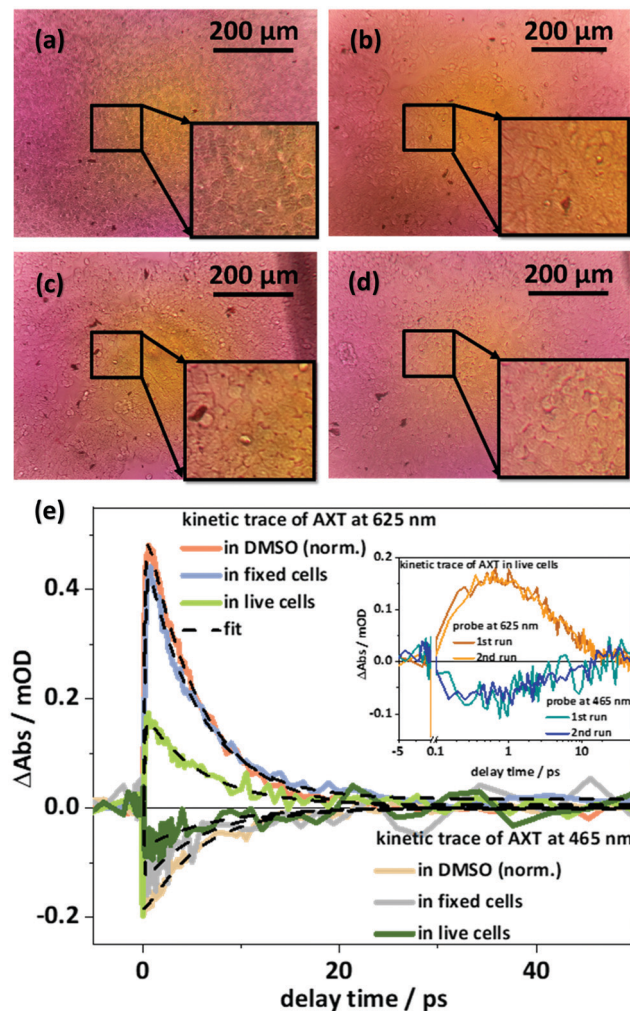 (a)
200 µm
(b)
200 µm
(c)
200 µm
(d)
200 µm
(e)
kinetic trace of AXT at 625 nm
in DMSO (norm.)
in fixed cells
in live cells
fit
ΔAbs / mOD
0.4
0.2
0.0
-0.2
0
20
40
delay time / ps
kinetic trace of AXT in live cells
probe at 625 nm
1st run
2nd run
probe at 465 nm
1st run
2nd run
ΔAbs / mOD
0.2
0.1
0.0
-0.1
-5
0.1
1
10
delay time / ps
kinetic trace of AXT at 465 nm
in DMSO (norm.)
in fixed cells
in live cells